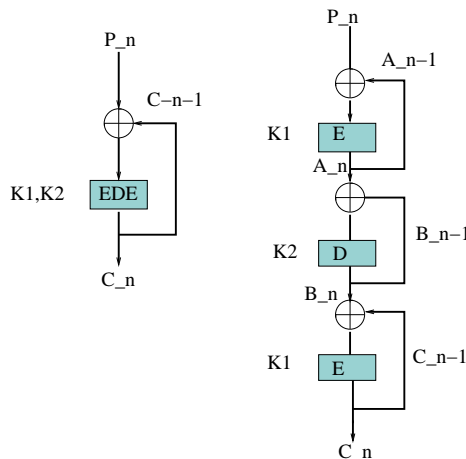 P_n
C-n-1
K1,K2
EDE
C_n
P_n
A_n-1
K1
E
A_n
B_n-1
K2
D
B_n
C_n-1
K1
E
C_n